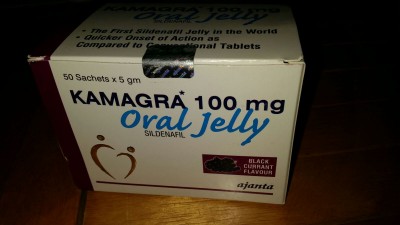 • The First Sildenafil Jelly in the World
• Quicker Onset of Action as
Compared to Conventional Tablets
50 Sachets x 5 gm
KAMAGRA* 100 mg
Oral Jelly
SILDENAFIL
BLACK
CURRANT
FLAVOUR
ajanta